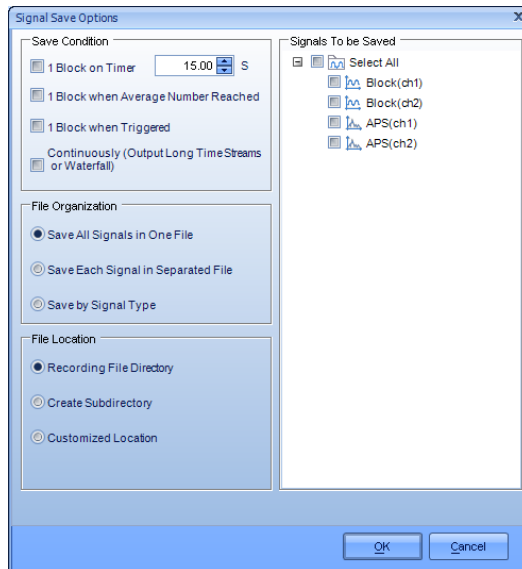 Signal Save Options
x
Save Condition
1 Block on Timer 15.00 S
1 Block when Average Number Reached
1 Block when Triggered
Continuously (Output Long Time Streams
or Waterfall)
File Organization
Save All Signals in One File
Save Each Signal in Separated File
Save by Signal Type
File Location
Recording File Directory
Create Subdirectory
Customized Location
Signals To be Saved
Select All
Block(ch1)
Block(ch2)
APS(ch1)
APS(ch2)
OK
Cancel